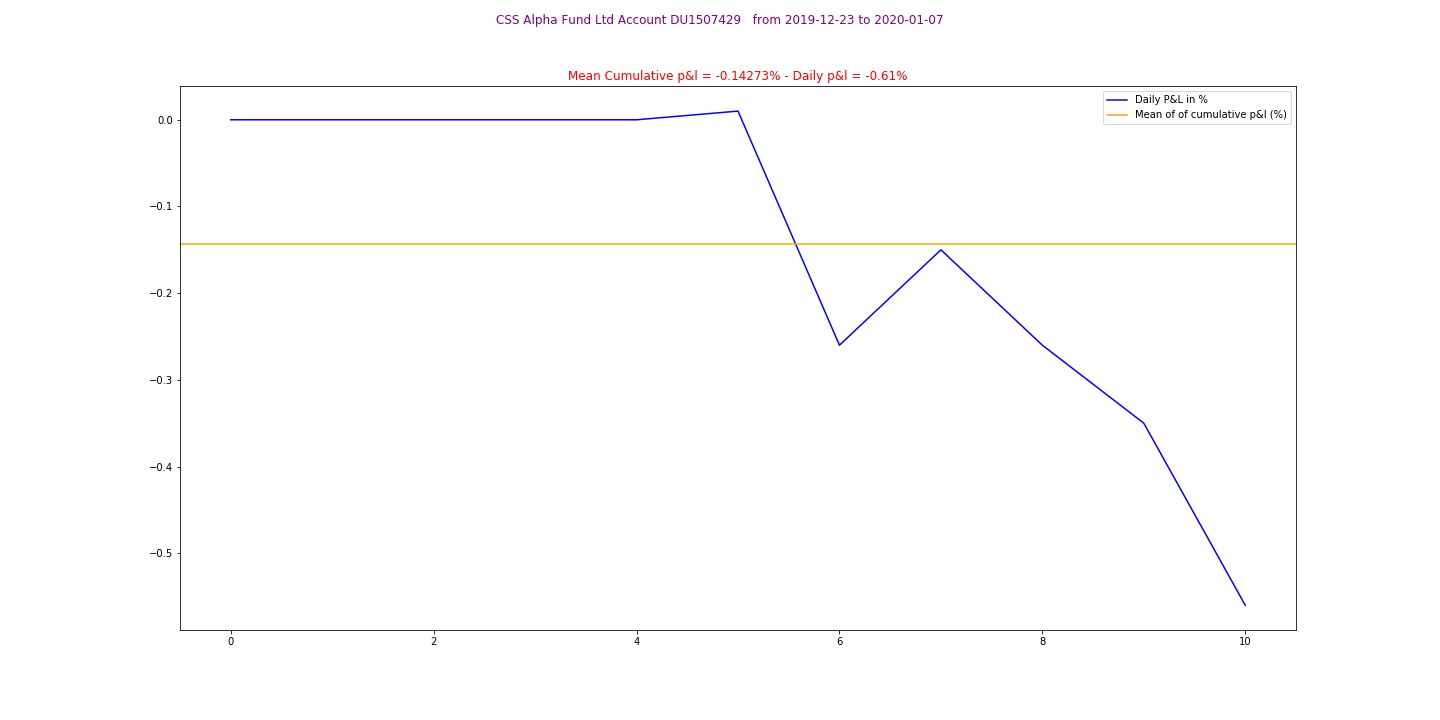 CSS Alpha Fund Ltd Account DU1507429   from 2019-12-23 to 2020-01-07
Mean Cumulative p&l = -0.14273% - Daily p&l = -0.61%
Daily P&L in %
Mean of of cumulative p&l (%)
0.0
−0.1
−0.2
−0.3
−0.4
−0.5
0 2 4 6 8 10